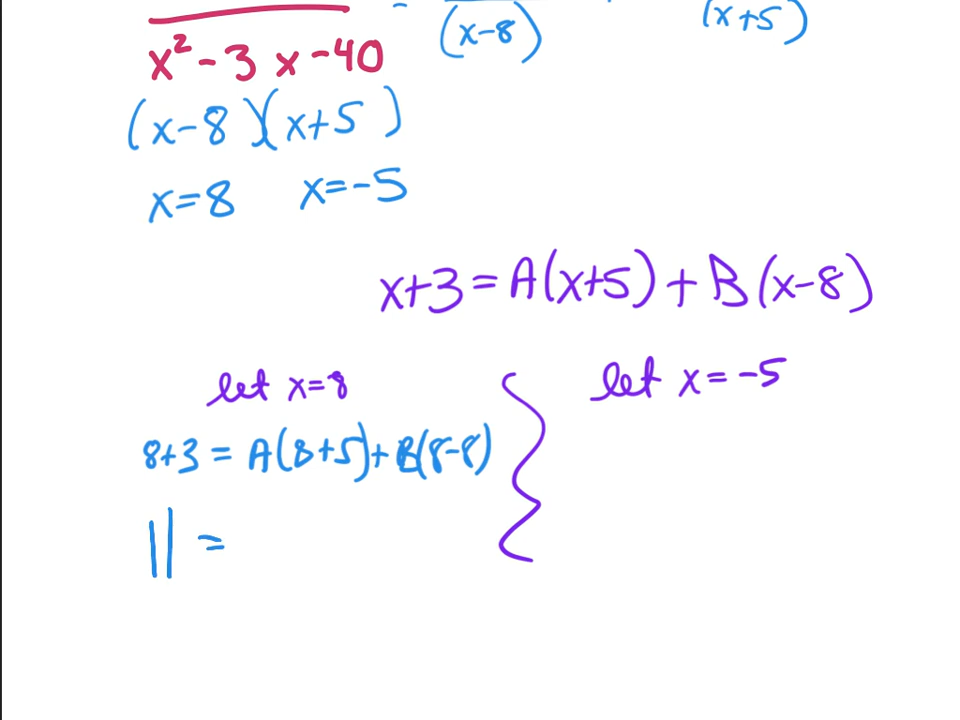 x² - 3 x - 40 (x-8) (x+5)
(x-8)(x+5)
x=8 x=-5
x+3 = A(x+5) + B(x-8)
let x=8 let x=-5
8+3 = A(8+5) + B(8-8)
11 =